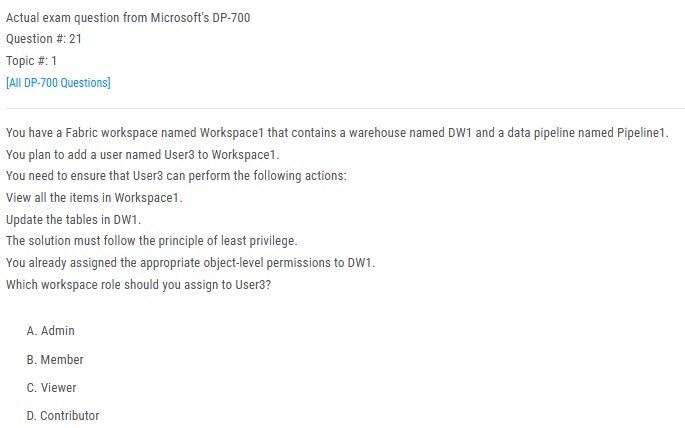 Actual exam question from Microsoft's DP-700
Question #: 21
Topic #: 1
[All DP-700 Questions]
You have a Fabric workspace named Workspace1 that contains a warehouse named DW1 and a data pipeline named Pipeline1.
You plan to add a user named User3 to Workspace1.
You need to ensure that User3 can perform the following actions:
View all the items in Workspace1.
Update the tables in DW1.
The solution must follow the principle of least privilege.
You already assigned the appropriate object-level permissions to DW1.
Which workspace role should you assign to User3?
A. Admin
B. Member
C. Viewer
D. Contributor